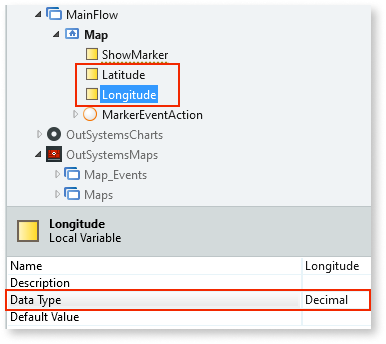 MainFlow
Map
ShowMarker
Latitude
Longitude
MarkerEventAction
OutSystemsCharts
OutSystemsMaps
Map_Events
Maps
Longitude
Local Variable
Name Longitude
Description
Data Type Decimal
Default Value